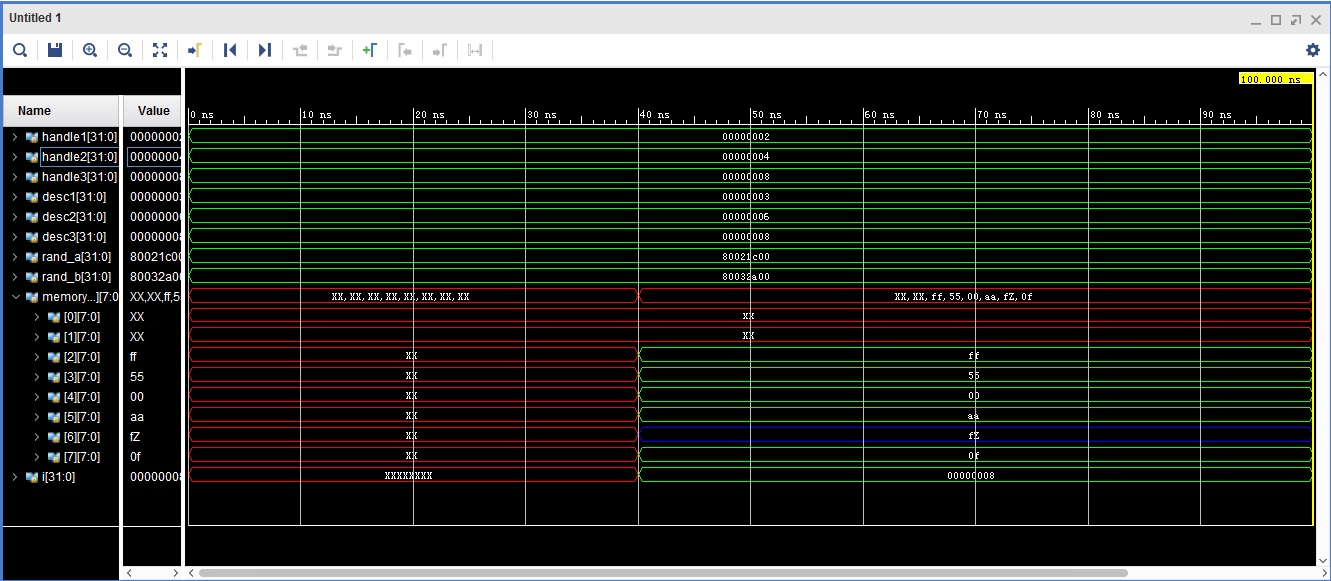 Untitled 1
100.000 ns
Name Value
0 ns 10 ns 20 ns 30 ns 40 ns 50 ns 60 ns 70 ns 80 ns 90 ns
handle1[31:0] 00000002 00000002
handle2[31:0] 00000004 00000004
handle3[31:0] 00000008 00000008
desc1[31:0] 00000003 00000003
desc2[31:0] 00000006 00000006
desc3[31:0] 00000008 00000008
rand_a[31:0] 80021c00 80021c00
rand_b[31:0] 80032a00 80032a00
memory...][7:0 XX,XX,ff,5 XX,XX,XX,XX,XX,XX,XX,XX XX,XX,ff,55,00,aa,fZ,0f
[0][7:0] XX XX
[1][7:0] XX XX
[2][7:0] ff XX ff
[3][7:0] 55 XX 55
[4][7:0] 00 XX 00
[5][7:0] aa XX aa
[6][7:0] fZ XX fZ
[7][7:0] 0f XX 0f
i[31:0] 00000008 XXXXXXXX 00000008